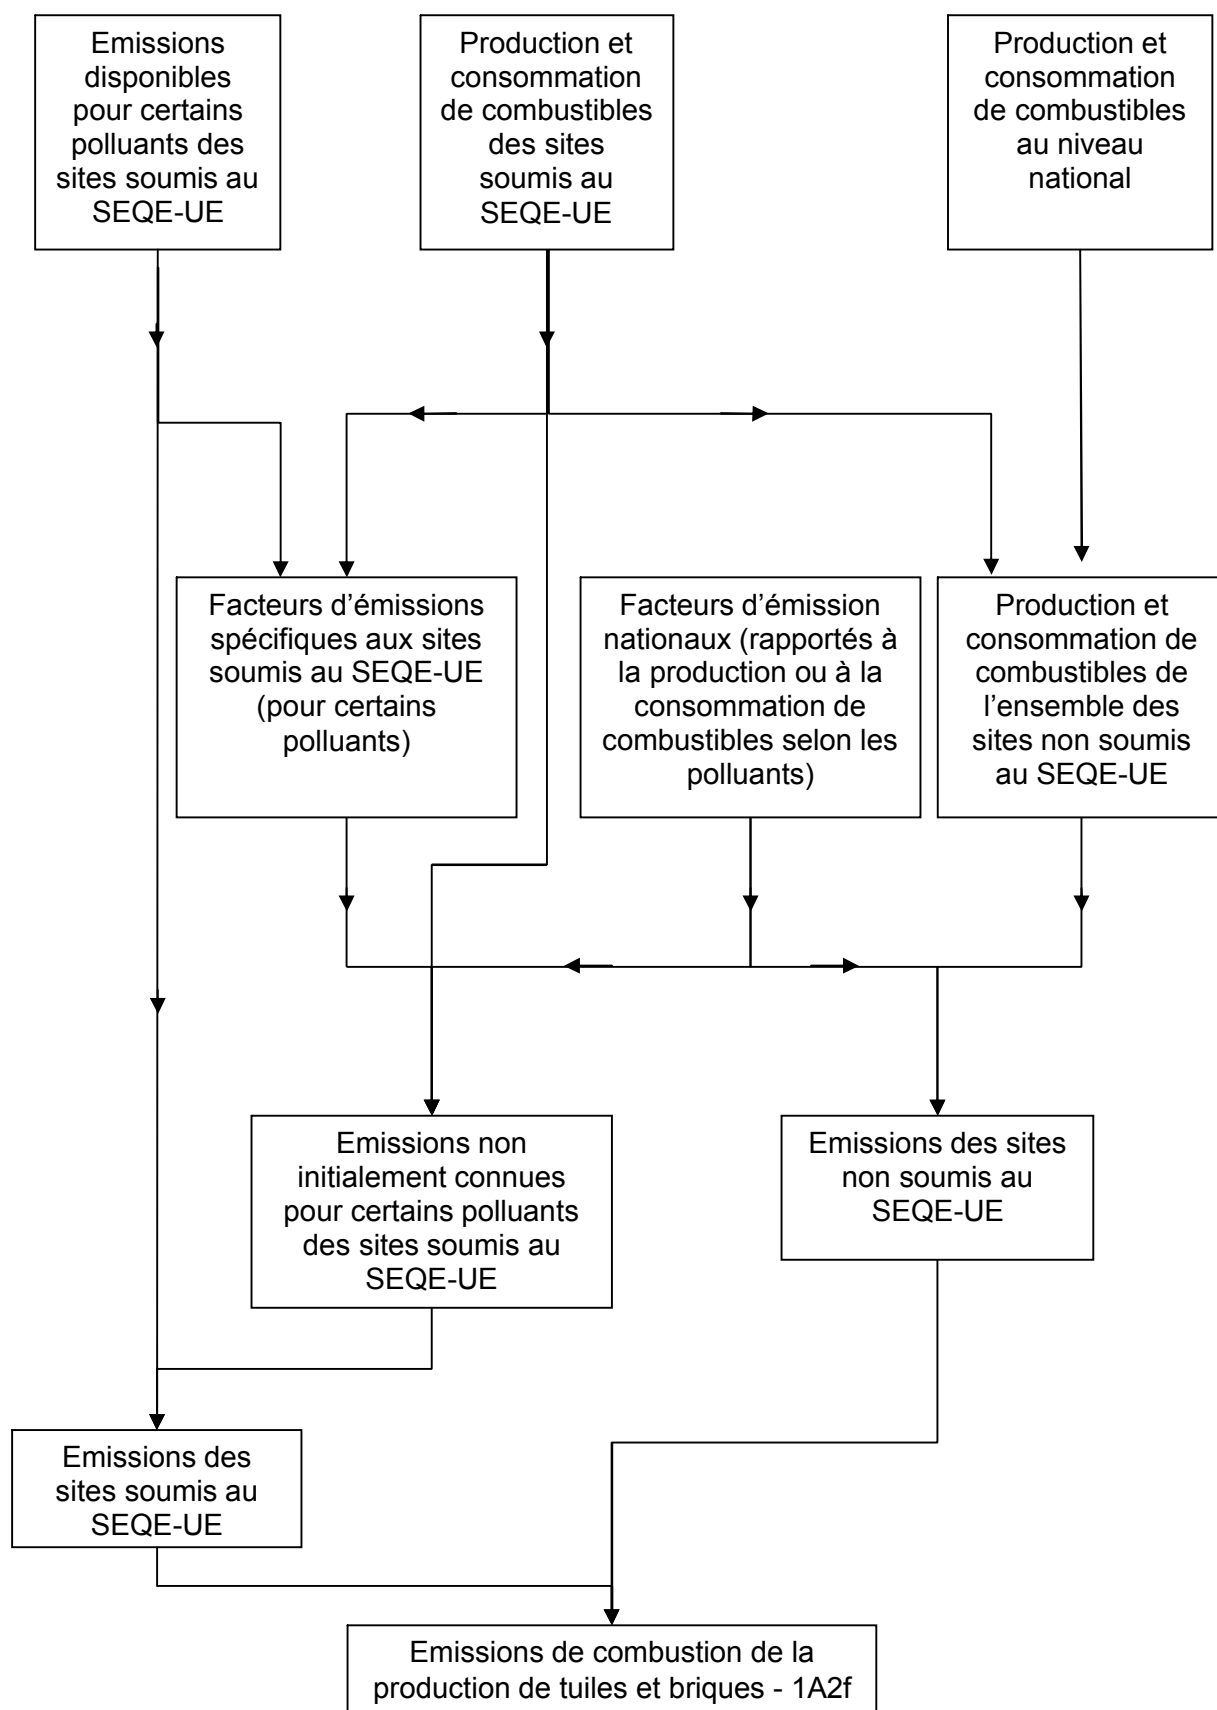 Emissions
disponibles
pour certains
polluants des
sites soumis au
SEQE-UE
Production et
consommation
de combustibles
des sites
soumis au
SEQE-UE
Production et
consommation
de combustibles
au niveau
national
Facteurs d’émissions
spécifiques aux sites
soumis au SEQE-UE
(pour certains
polluants)
Facteurs d’émission
nationaux (rapportés à
la production ou à la
consommation de
combustibles selon les
polluants)
Production et
consommation de
combustibles de
l’ensemble des
sites non soumis
au SEQE-UE
Emissions non
initialement connues
pour certains polluants
des sites soumis au
SEQE-UE
Emissions des sites
non soumis au
SEQE-UE
Emissions des
sites soumis au
SEQE-UE
Emissions de combustion de la
production de tuiles et briques - 1A2f